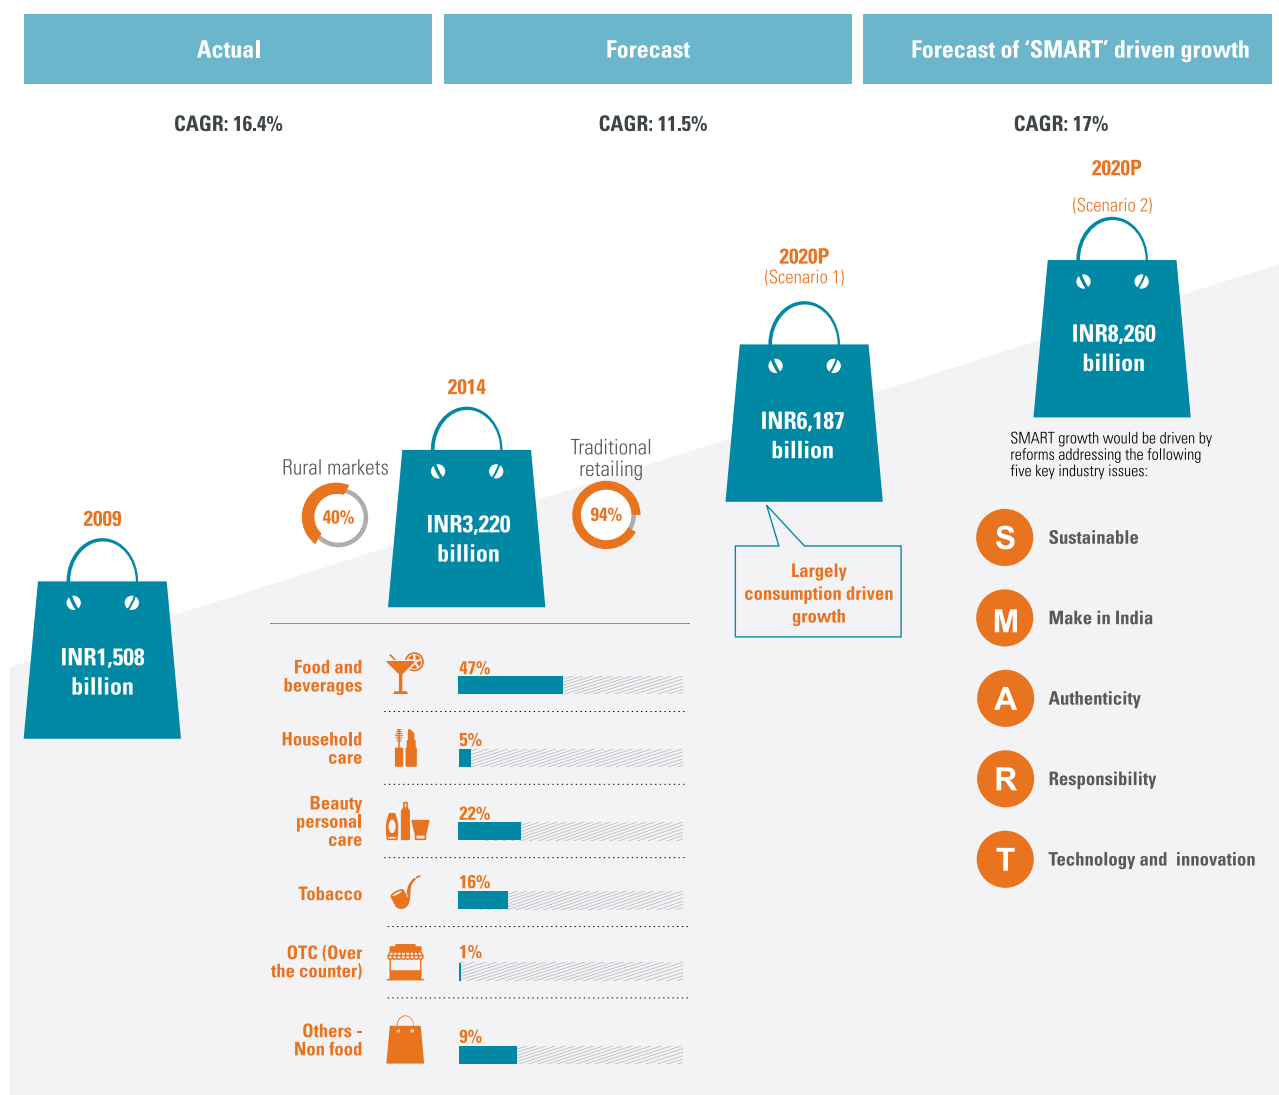 Actual
Forecast
Forecast of ‘SMART’ driven growth
CAGR: 16.4%
CAGR: 11.5%
CAGR: 17%
2020P
(Scenario 2)
INR8,260
billion
2020P
(Scenario 1)
INR6,187
billion
2014
INR3,220
billion
Rural markets
40%
Traditional
retailing
94%
2009
INR1,508
billion
Largely
consumption driven
growth
SMART growth would be driven by
reforms addressing the following
five key industry issues:
S Sustainable
M Make in India
A Authenticity
R Responsibility
T Technology and innovation
Food and
beverages
47%
Household
care
5%
Beauty
personal
care
22%
Tobacco
16%
OTC (Over
the counter)
1%
Others -
Non food
9%